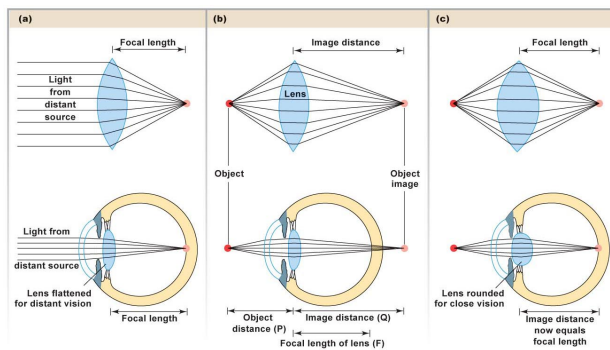 (a)
Focal length
Light
from
distant
source
Light from
distant source
Lens flattened
for distant vision
Focal length
(b)
Image distance
Lens
Object
Object
image
Object
distance (P)
Image distance (Q)
Focal length of lens (F)
(c)
Focal length
Lens rounded
for close vision
Image distance
now equals
focal length